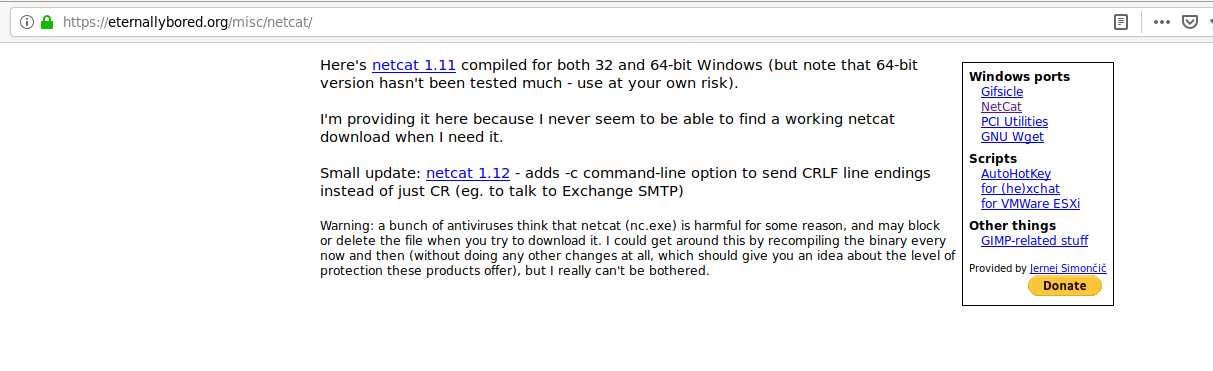 https://eternallybored.org/misc/netcat/
Here's netcat 1.11 compiled for both 32 and 64-bit Windows (but note that 64-bit
version hasn't been tested much - use at your own risk).
I'm providing it here because I never seem to be able to find a working netcat
download when I need it.
Small update: netcat 1.12 - adds -c command-line option to send CRLF line endings
instead of just CR (eg. to talk to Exchange SMTP)
Warning: a bunch of antiviruses think that netcat (nc.exe) is harmful for some reason, and may block
or delete the file when you try to download it. I could get around this by recompiling the binary every
now and then (without doing any other changes at all, which should give you an idea about the level of
protection these products offer), but I really can't be bothered.
Windows ports
Gifsicle
NetCat
PCI Utilities
GNU Wget
Scripts
AutoHotKey
for (he)xchat
for VMWare ESXi
Other things
GIMP-related stuff
Provided by Jernej Simončič
Donate